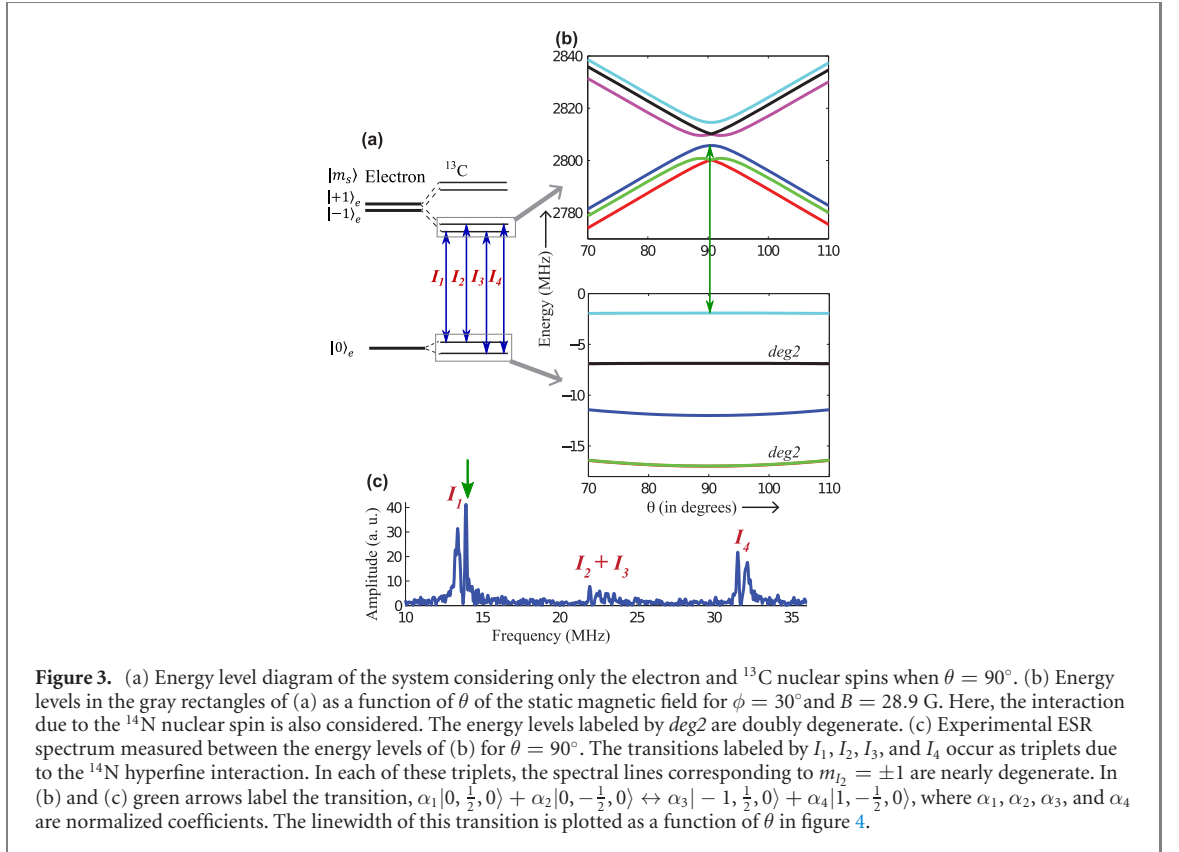 (b)
2840
2820
2800
2780
70 80 90 100 110
(a)
|mₛ⟩ Electron ¹³C
|+1⟩ₑ
|−1⟩ₑ
I₁ I₂ I₃ I₄
|0⟩ₑ
Energy (MHz)
0
−5
deg2
−10
−15
deg2
70 80 90 100 110
θ (in degrees)
(c)
I₁
I₂ + I₃
I₄
Amplitude (a. u.)
40
30
20
10
0
10 15 20 25 30 35
Frequency (MHz)
Figure 3. (a) Energy level diagram of the system considering only the electron and ¹³C nuclear spins when θ = 90°. (b) Energy
levels in the gray rectangles of (a) as a function of θ of the static magnetic field for ϕ = 30°and B = 28.9 G. Here, the interaction
due to the ¹⁴N nuclear spin is also considered. The energy levels labeled by deg2 are doubly degenerate. (c) Experimental ESR
spectrum measured between the energy levels of (b) for θ = 90°. The transitions labeled by I₁, I₂, I₃, and I₄ occur as triplets due
to the ¹⁴N hyperfine interaction. In each of these triplets, the spectral lines corresponding to m_{I₂} = ±1 are nearly degenerate. In
(b) and (c) green arrows label the transition, α₁|0, ½, 0⟩ + α₂|0, −½, 0⟩ ↔ α₃| − 1, ½, 0⟩ + α₄|1, −½, 0⟩, where α₁, α₂, α₃, and α₄
are normalized coefficients. The linewidth of this transition is plotted as a function of θ in figure 4.